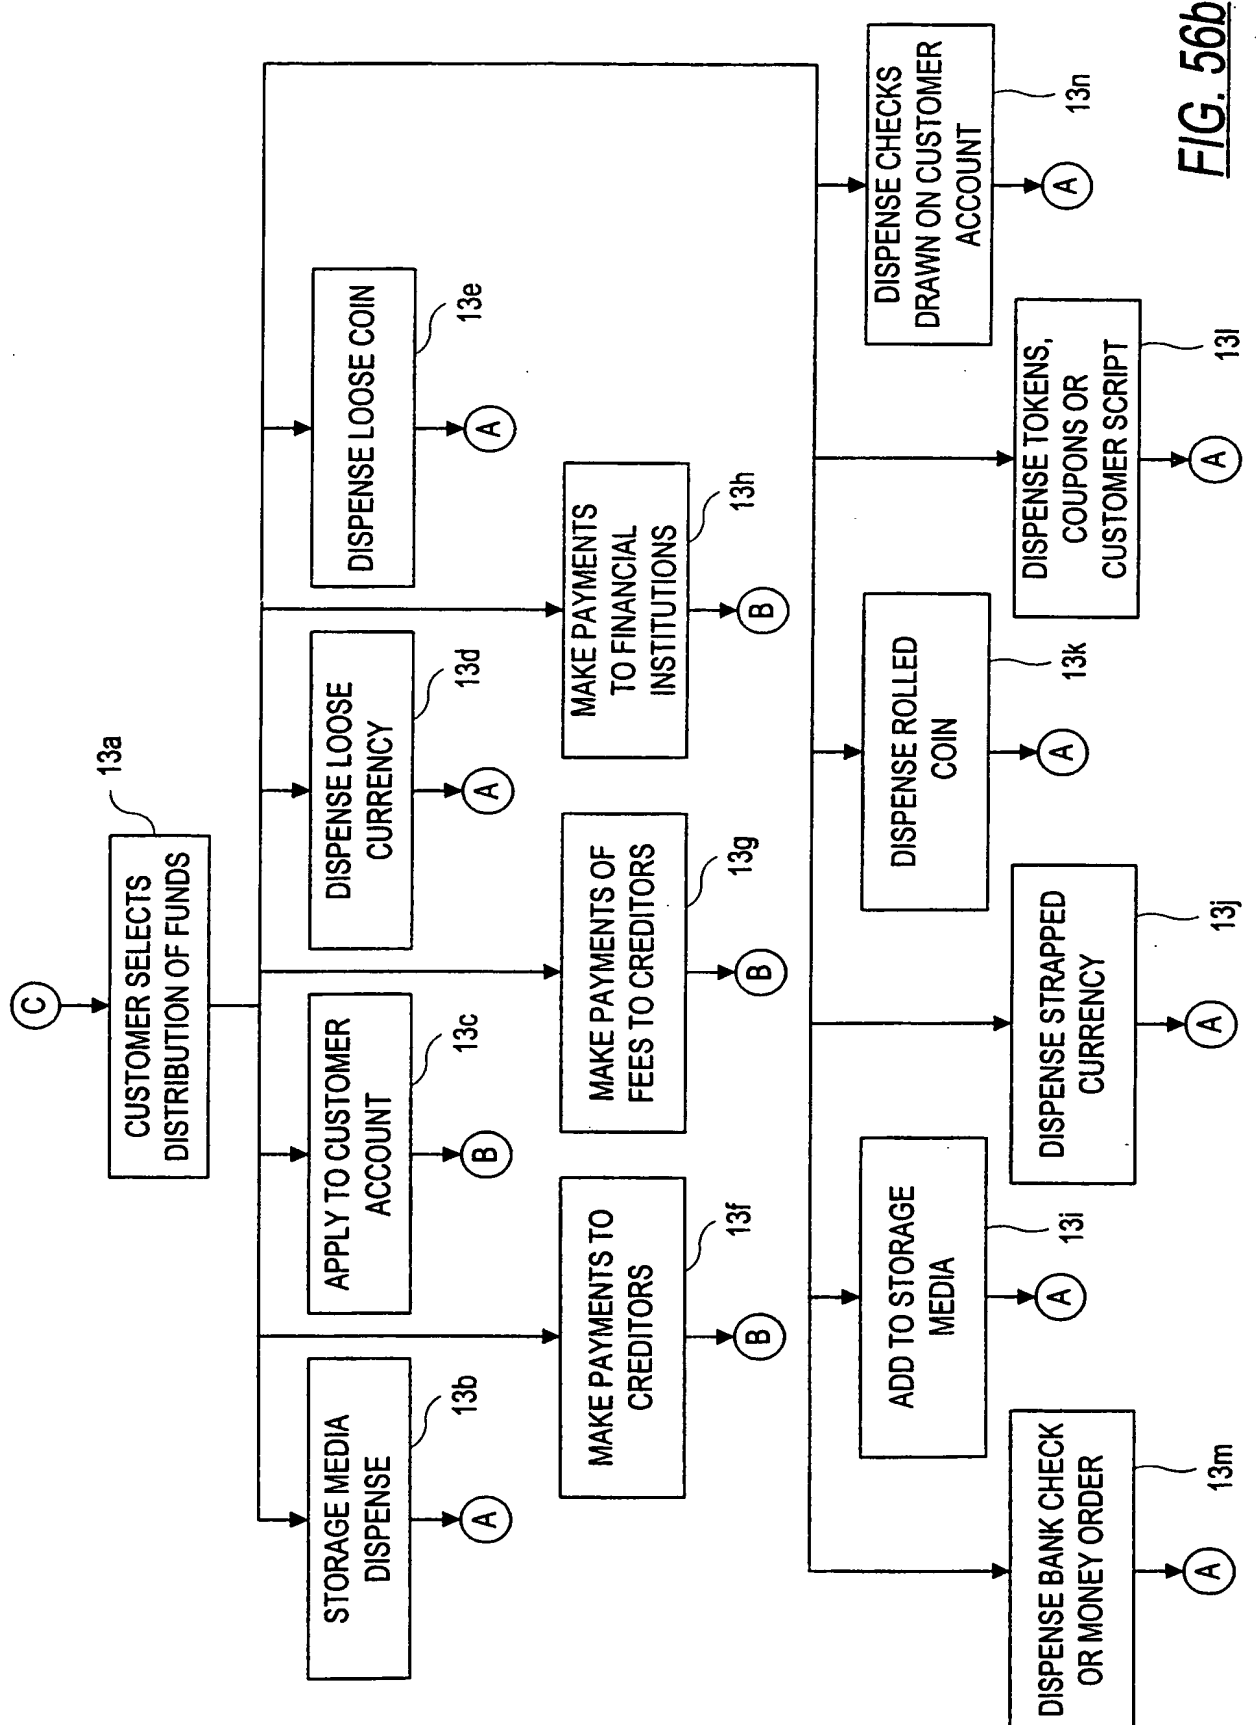 C
CUSTOMER SELECTS
DISTRIBUTION OF FUNDS
13a
STORAGE MEDIA
DISPENSE
13b
A
APPLY TO CUSTOMER
ACCOUNT
13c
B
DISPENSE LOOSE
CURRENCY
13d
A
DISPENSE LOOSE COIN
13e
A
MAKE PAYMENTS TO
CREDITORS
13f
B
MAKE PAYMENTS OF
FEES TO CREDITORS
13g
B
MAKE PAYMENTS
TO FINANCIAL
INSTITUTIONS
13h
B
ADD TO STORAGE
MEDIA
13i
A
DISPENSE ROLLED
COIN
13k
A
DISPENSE CHECKS
DRAWN ON CUSTOMER
ACCOUNT
13n
A
DISPENSE BANK CHECK
OR MONEY ORDER
13m
A
DISPENSE STRAPPED
CURRENCY
13j
A
DISPENSE TOKENS,
COUPONS OR
CUSTOMER SCRIPT
13l
A
FIG. 56b